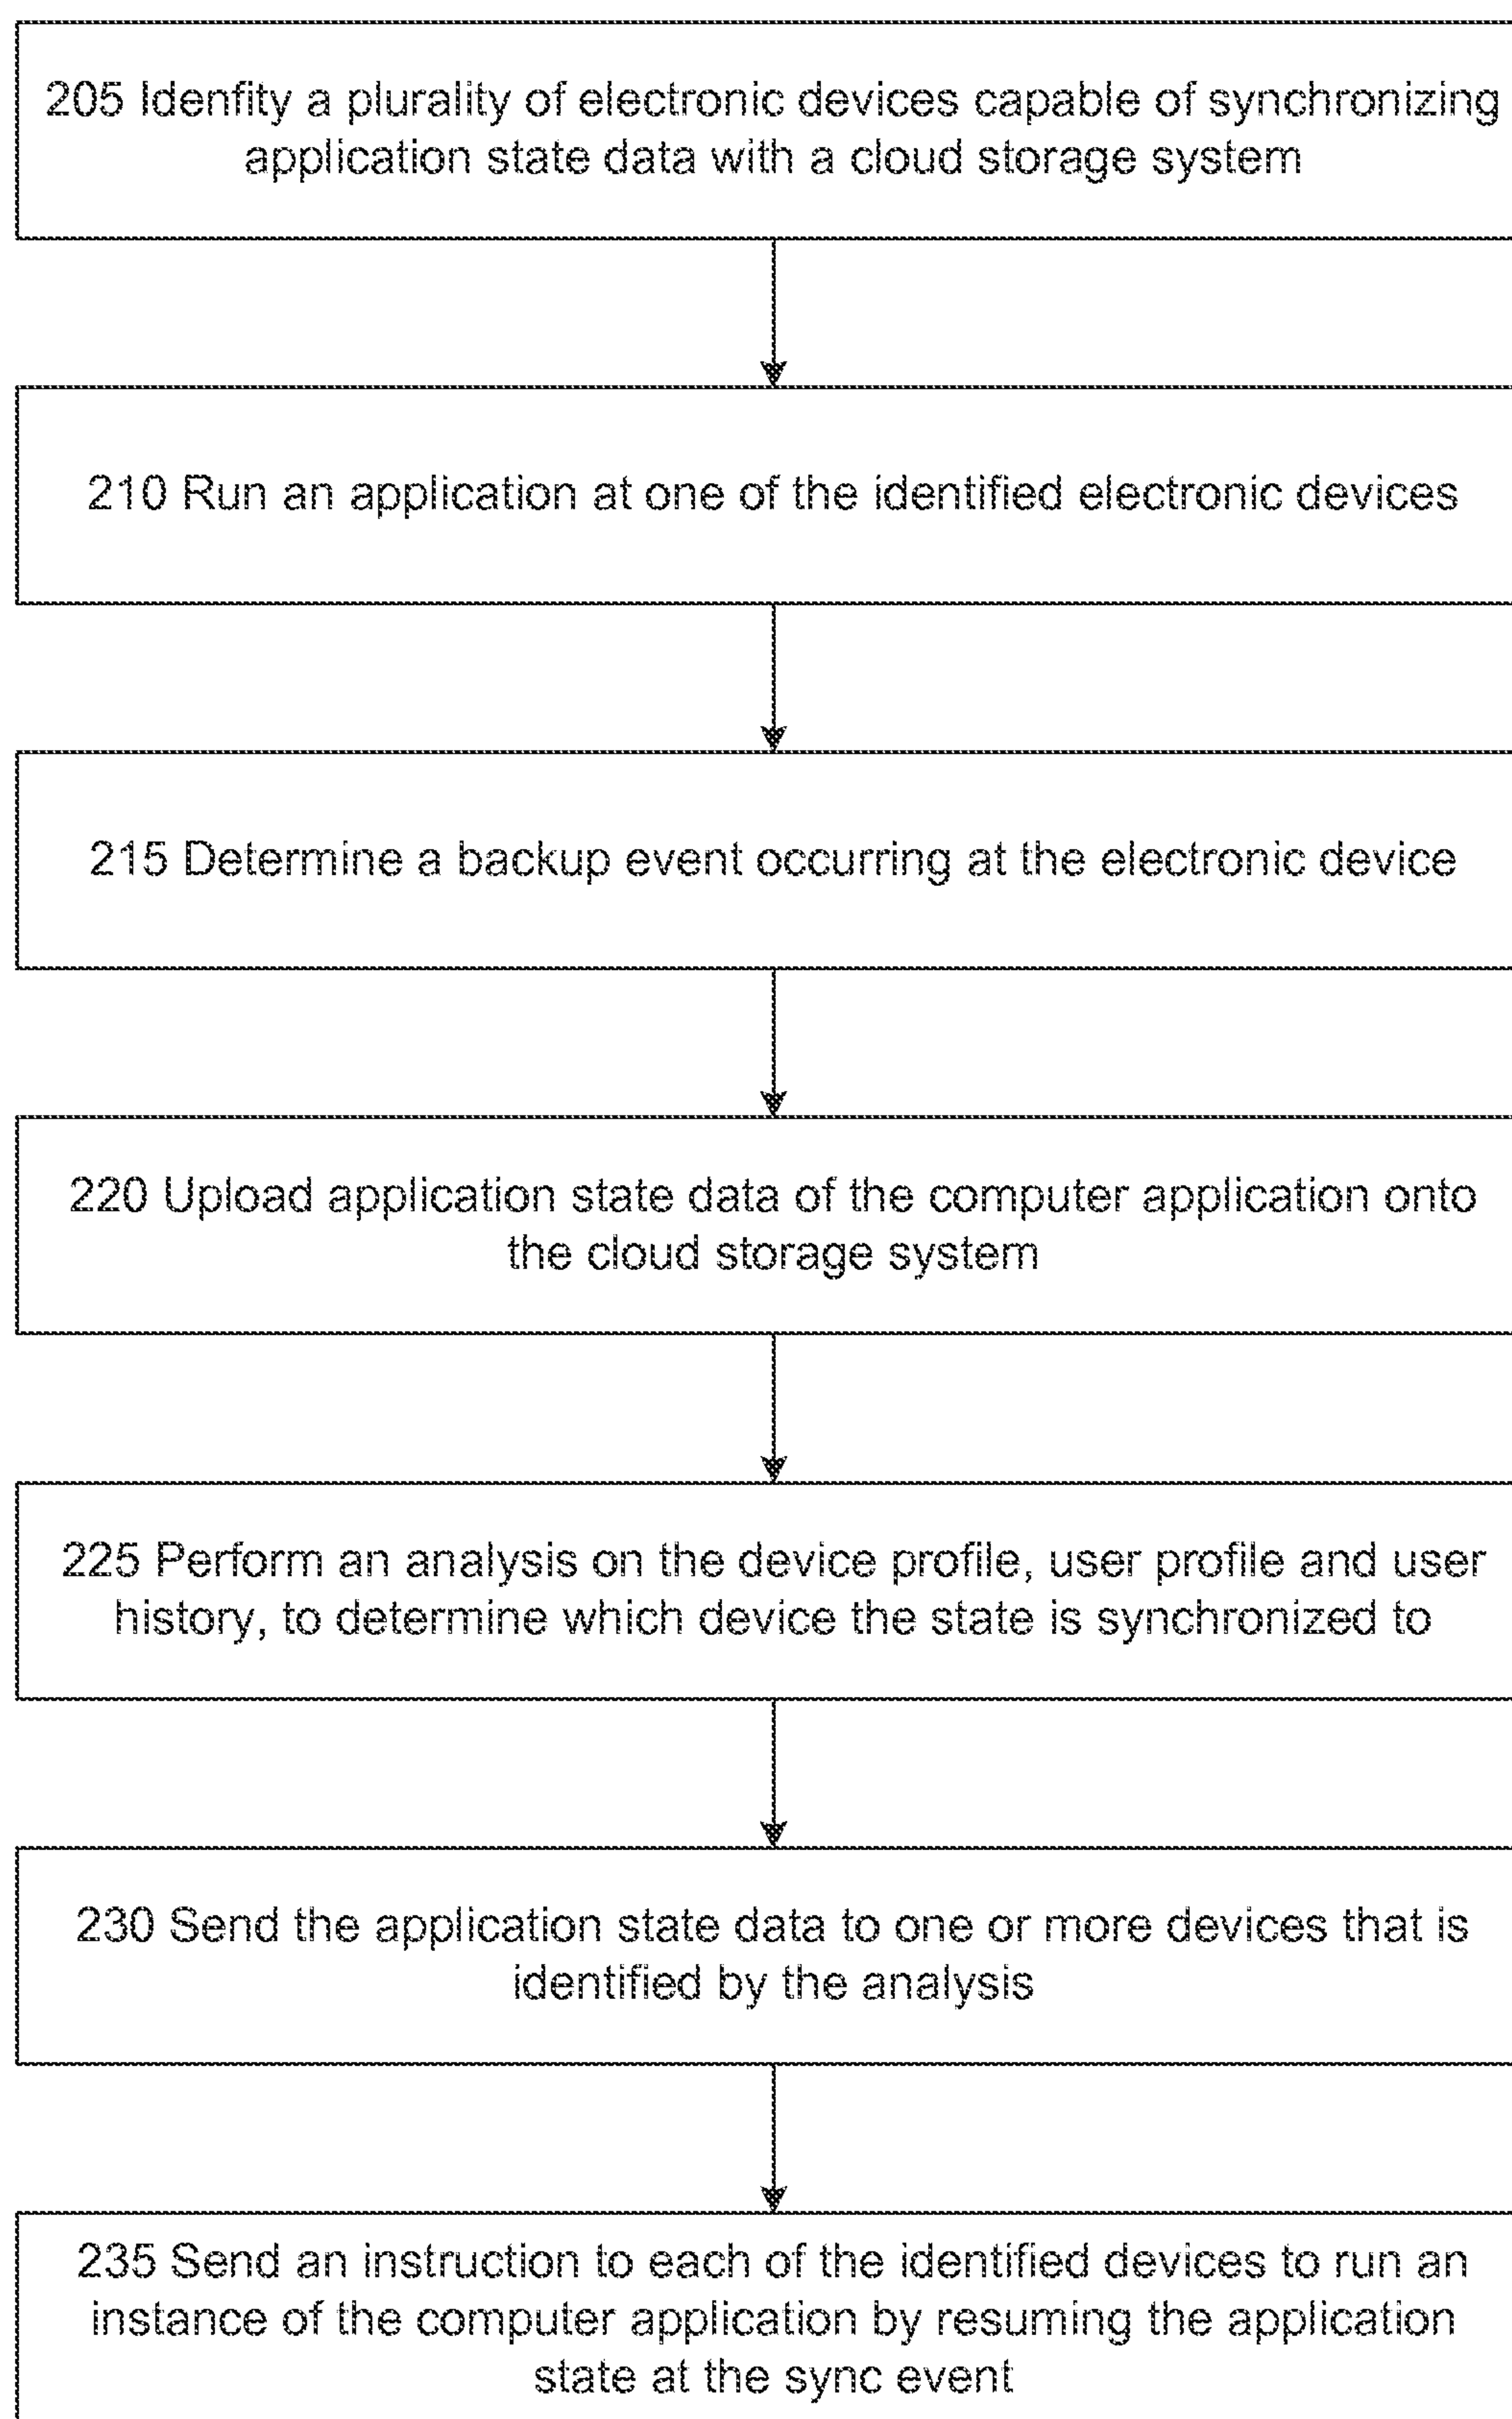 205 Idenfity a plurality of electronic devices capable of synchronizing
application state data with a cloud storage system
210 Run an application at one of the identified electronic devices
215 Determine a backup event occurring at the electronic device
220 Upload application state data of the computer application onto
the cloud storage system
225 Perform an analysis on the device profile, user profile and user
history, to determine which device the state is synchronized to
230 Send the application state data to one or more devices that is
identified by the analysis
235 Send an instruction to each of the identified devices to run an
instance of the computer application by resuming the application
state at the sync event